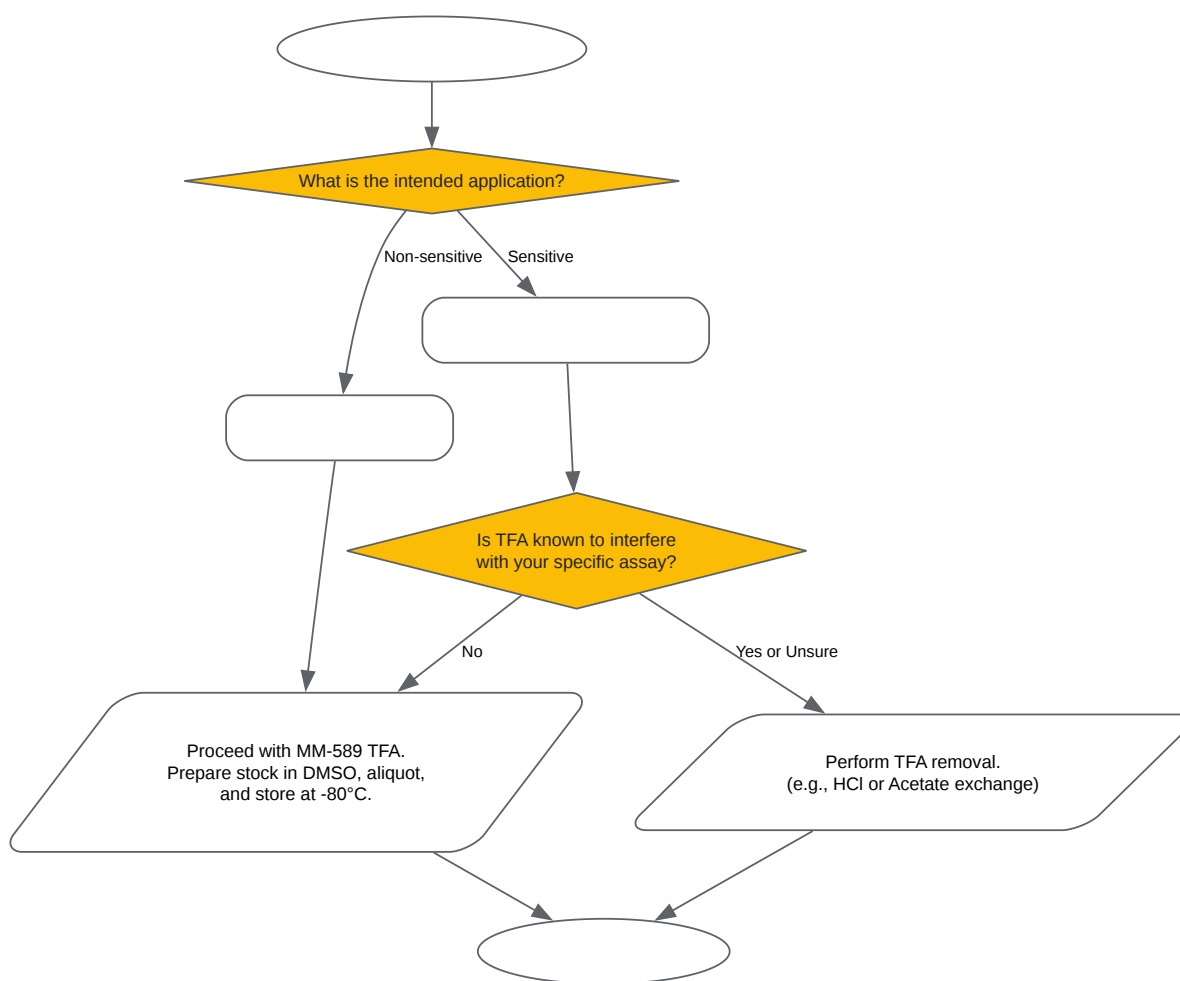 What is the intended application?
Non-sensitive
Sensitive
Is TFA known to interfere
with your specific assay?
No
Yes or Unsure
Proceed with MM-589 TFA.
Prepare stock in DMSO, aliquot,
and store at -80°C.
Perform TFA removal.
(e.g., HCl or Acetate exchange)